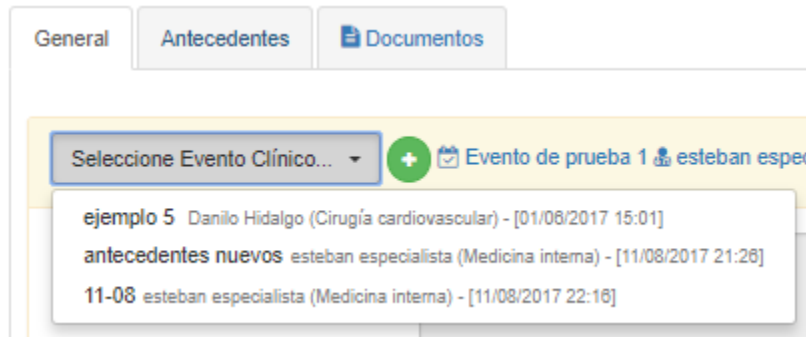 General Antecedentes Documentos
Seleccione Evento Clínico... Evento de prueba 1 esteban espec
ejemplo 5 Danilo Hidalgo (Cirugía cardiovascular) - [01/06/2017 15:01]
antecedentes nuevos esteban especialista (Medicina interna) - [11/08/2017 21:26]
11-08 esteban especialista (Medicina interna) - [11/08/2017 22:16]